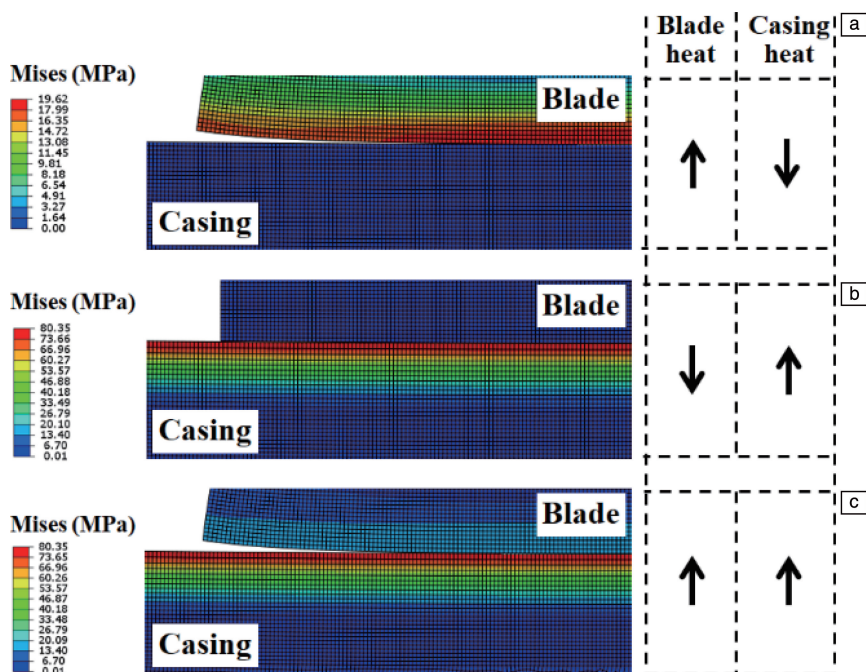 Blade
heat
Casing
heat
a
Mises (MPa)
19.62
17.99
16.35
14.72
13.08
11.45
9.81
8.18
6.54
4.91
3.27
1.64
0.00
Blade
Casing
b
Mises (MPa)
80.35
73.66
66.96
60.27
53.57
46.88
40.18
33.49
26.79
20.10
13.40
6.70
0.01
Blade
Casing
c
Mises (MPa)
80.35
73.65
66.96
60.26
53.57
46.87
40.18
33.48
26.79
20.09
13.40
6.70
0.01
Blade
Casing